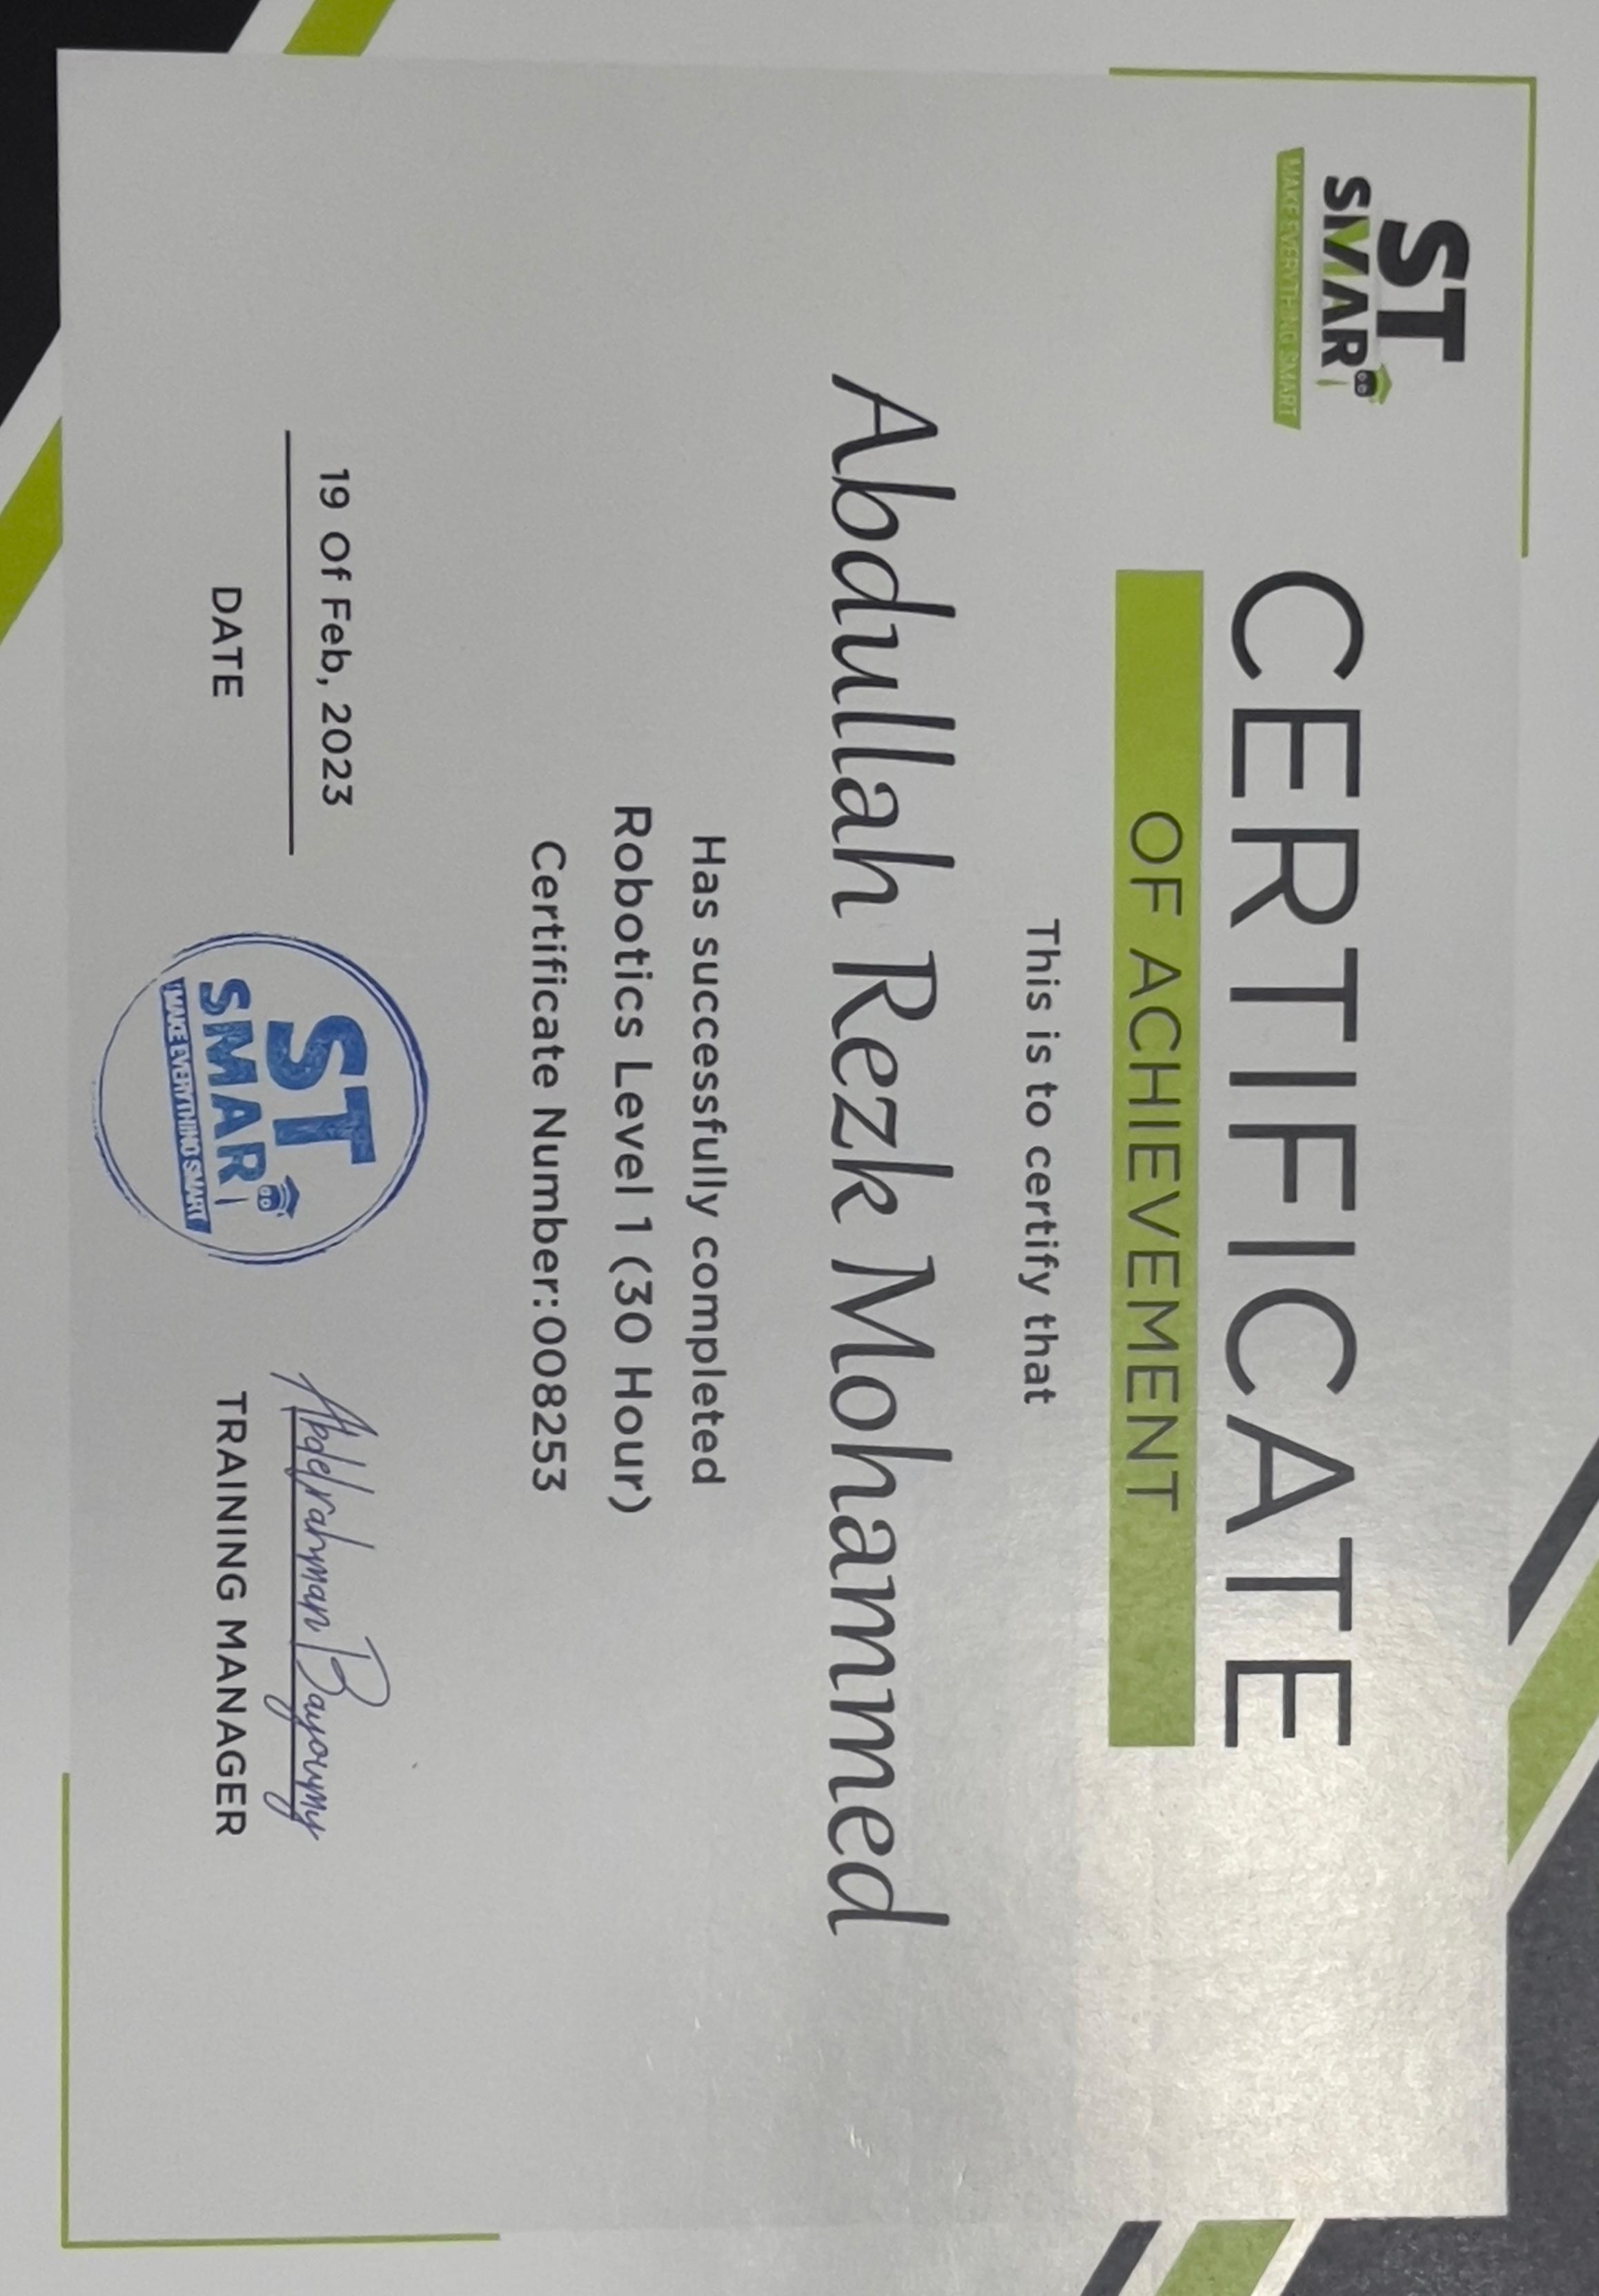 ST
SMART
MAKE EVERYTHING SMART
CERTIFICATE
OF ACHIEVEMENT
This is to certify that
Abdullah Rezk Mohammed
Has successfully completed
Robotics Level 1 (30 Hour)
Certificate Number:008253
19 Of Feb, 2023
DATE
ST
SMART
MAKE EVERYTHING SMART
Abdelrahman Bayoumy
TRAINING MANAGER